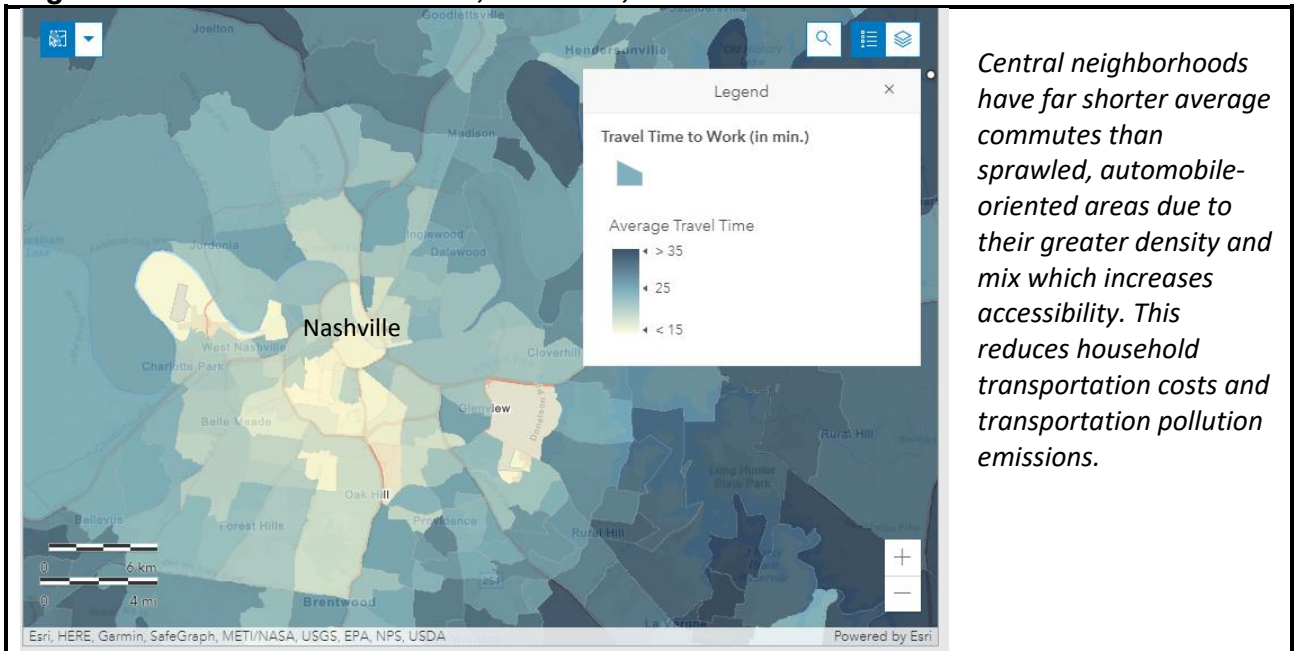 Goodlettsville
Joelton
Hendersonville
Old Hickory
Legend
×
Travel Time to Work (in min.)
Madison
Average Travel Time
> 35
25
< 15
Inglewood
Dalewood
Jordonia
Nashville
West Nashville
Charlotte Park
Cloverhill
Belle Meade
Glenview
Donelson
Rural Hill
Long Hunter
State Park
Oak Hill
Bellevue
Forest Hills
Providence
Rural Hill
0 6 km
0 4 mi
Brentwood
La Vergne
+
−
Esri, HERE, Garmin, SafeGraph, METI/NASA, USGS, EPA, NPS, USDA
Powered by Esri
Central neighborhoods
have far shorter average
commutes than
sprawled, automobile-
oriented areas due to
their greater density and
mix which increases
accessibility. This
reduces household
transportation costs and
transportation pollution
emissions.